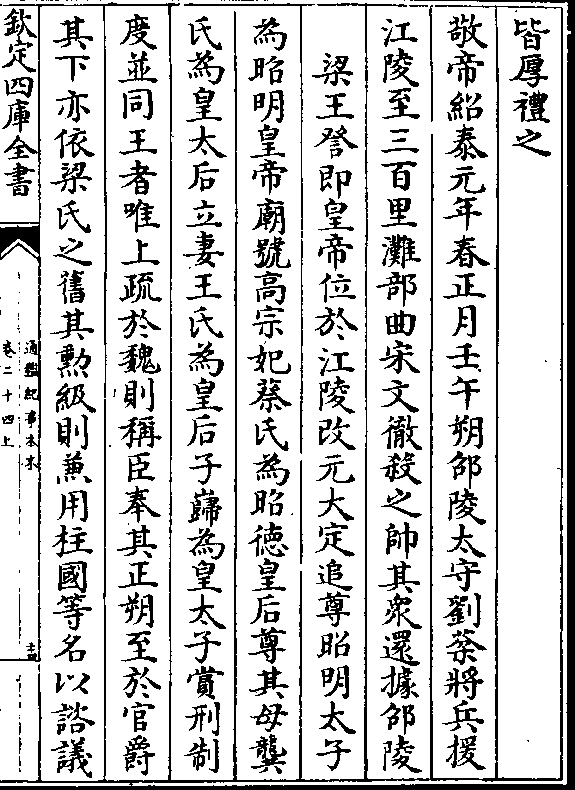 皆厚禮之
敬帝紹泰元年春正月壬午朔邵陵太守劉棻將兵援
江陵至三百里灘部曲宋文徹殺之帥其衆還據邵陵
梁王詧即皇帝位於江陵改元大定追尊昭明太子
為昭明皇帝廟號高宗妃蔡氏為昭德皇后尊其母龔
氏為皇太后立妻王氏為皇后子巋為皇太子賞刑制
度並同王者唯上疏於魏則稱臣奉其正朔至於官爵
其下亦依梁氏之舊其勲級則兼用柱國等名以諮議
欽定四庫全書
通鑑紀事本末
卷二十四上